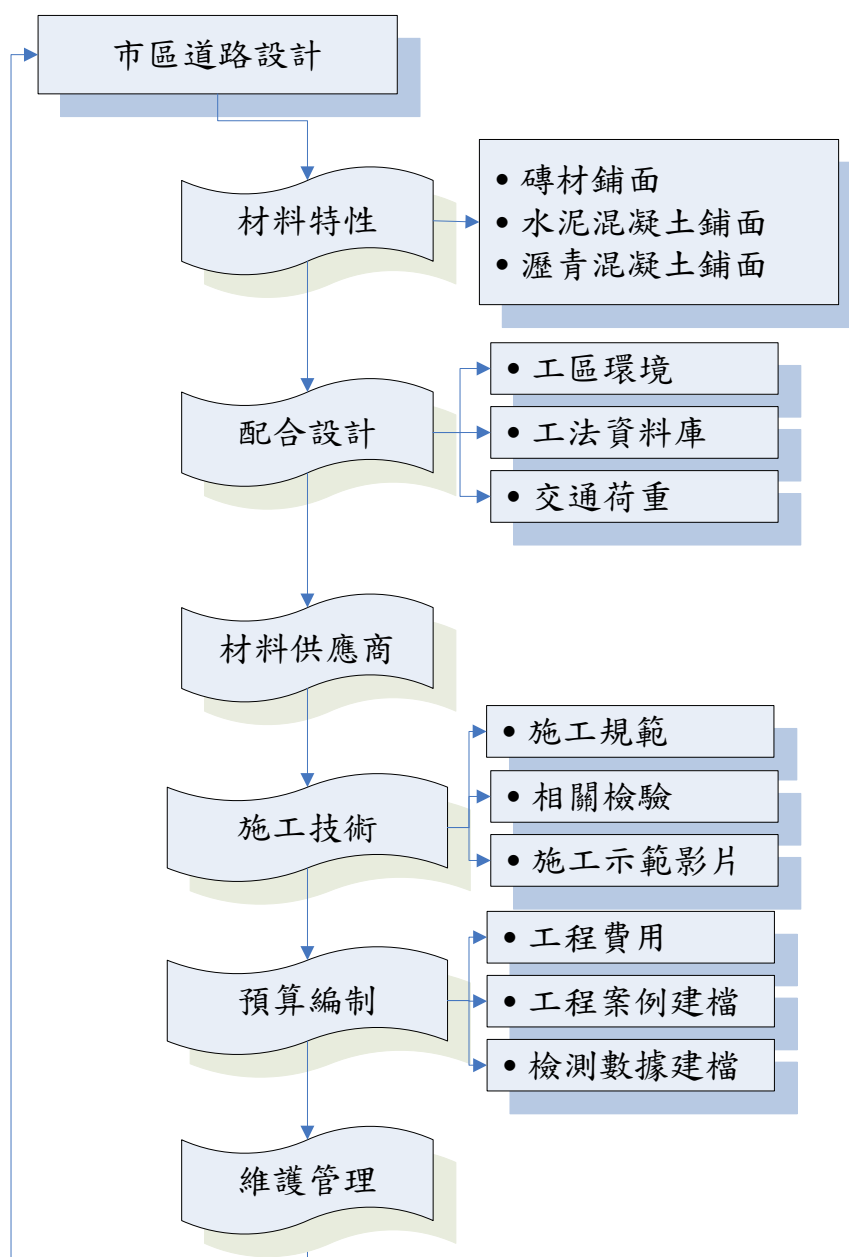 市區道路設計
材料特性
• 磚材鋪面
• 水泥混凝土鋪面
• 瀝青混凝土鋪面
配合設計
• 工區環境
• 工法資料庫
• 交通荷重
材料供應商
施工技術
• 施工規範
• 相關檢驗
• 施工示範影片
預算編制
• 工程費用
• 工程案例建檔
• 檢測數據建檔
維護管理